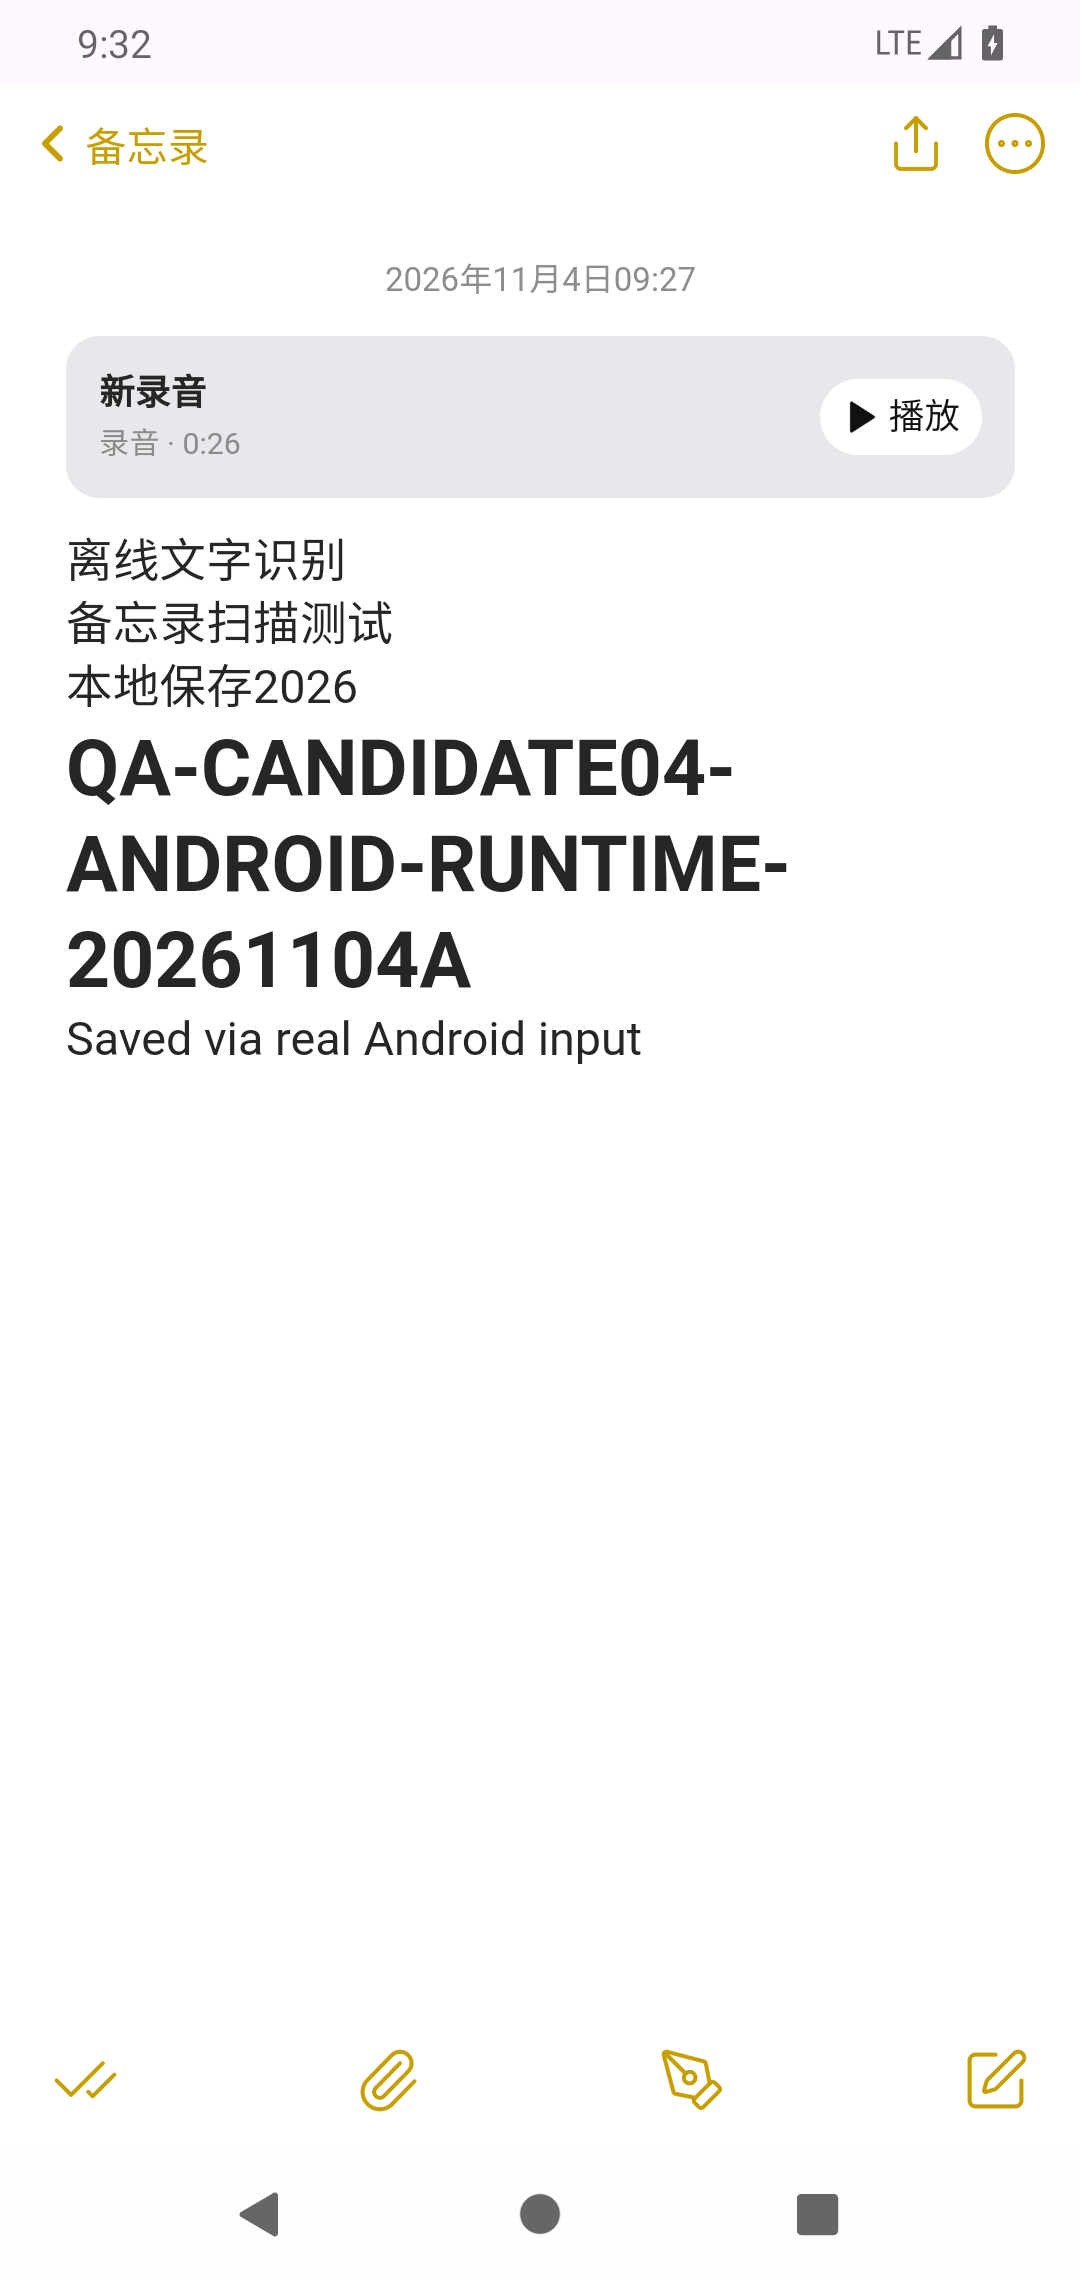 9:32
LTE
备忘录
2026年11月4日09:27
新录音
录音 · 0:26
播放
离线文字识别
备忘录扫描测试
本地保存2026
QA-CANDIDATE04-
ANDROID-RUNTIME-
20261104A
Saved via real Android input